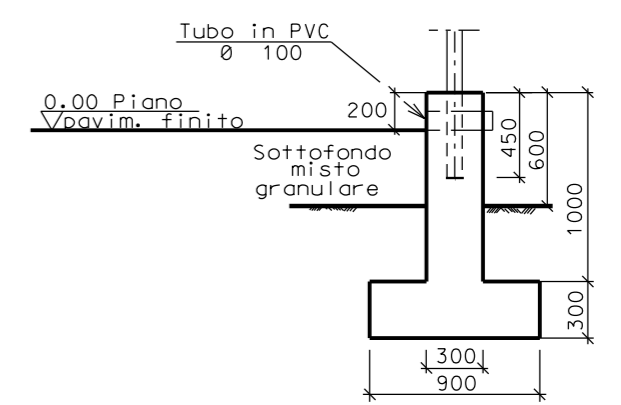 Tubo in PVC
Ø 100
0.00 Piano
pavim. finito
200
Sottofondo
misto
granulare
450
600
1000
300
300
900